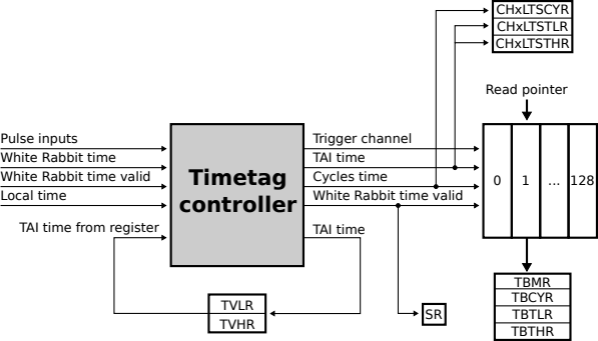 CHxLTSCYR
CHxLTSTLR
CHxLTSTHR
Read pointer
Pulse inputs
White Rabbit time
White Rabbit time valid
Local time
TAI time from register
Timetag
controller
Trigger channel
TAI time
Cycles time
White Rabbit time valid
TAI time
0 1 ... 128
TVLR
TVHR
SR
TBMR
TBCYR
TBTLR
TBTHR